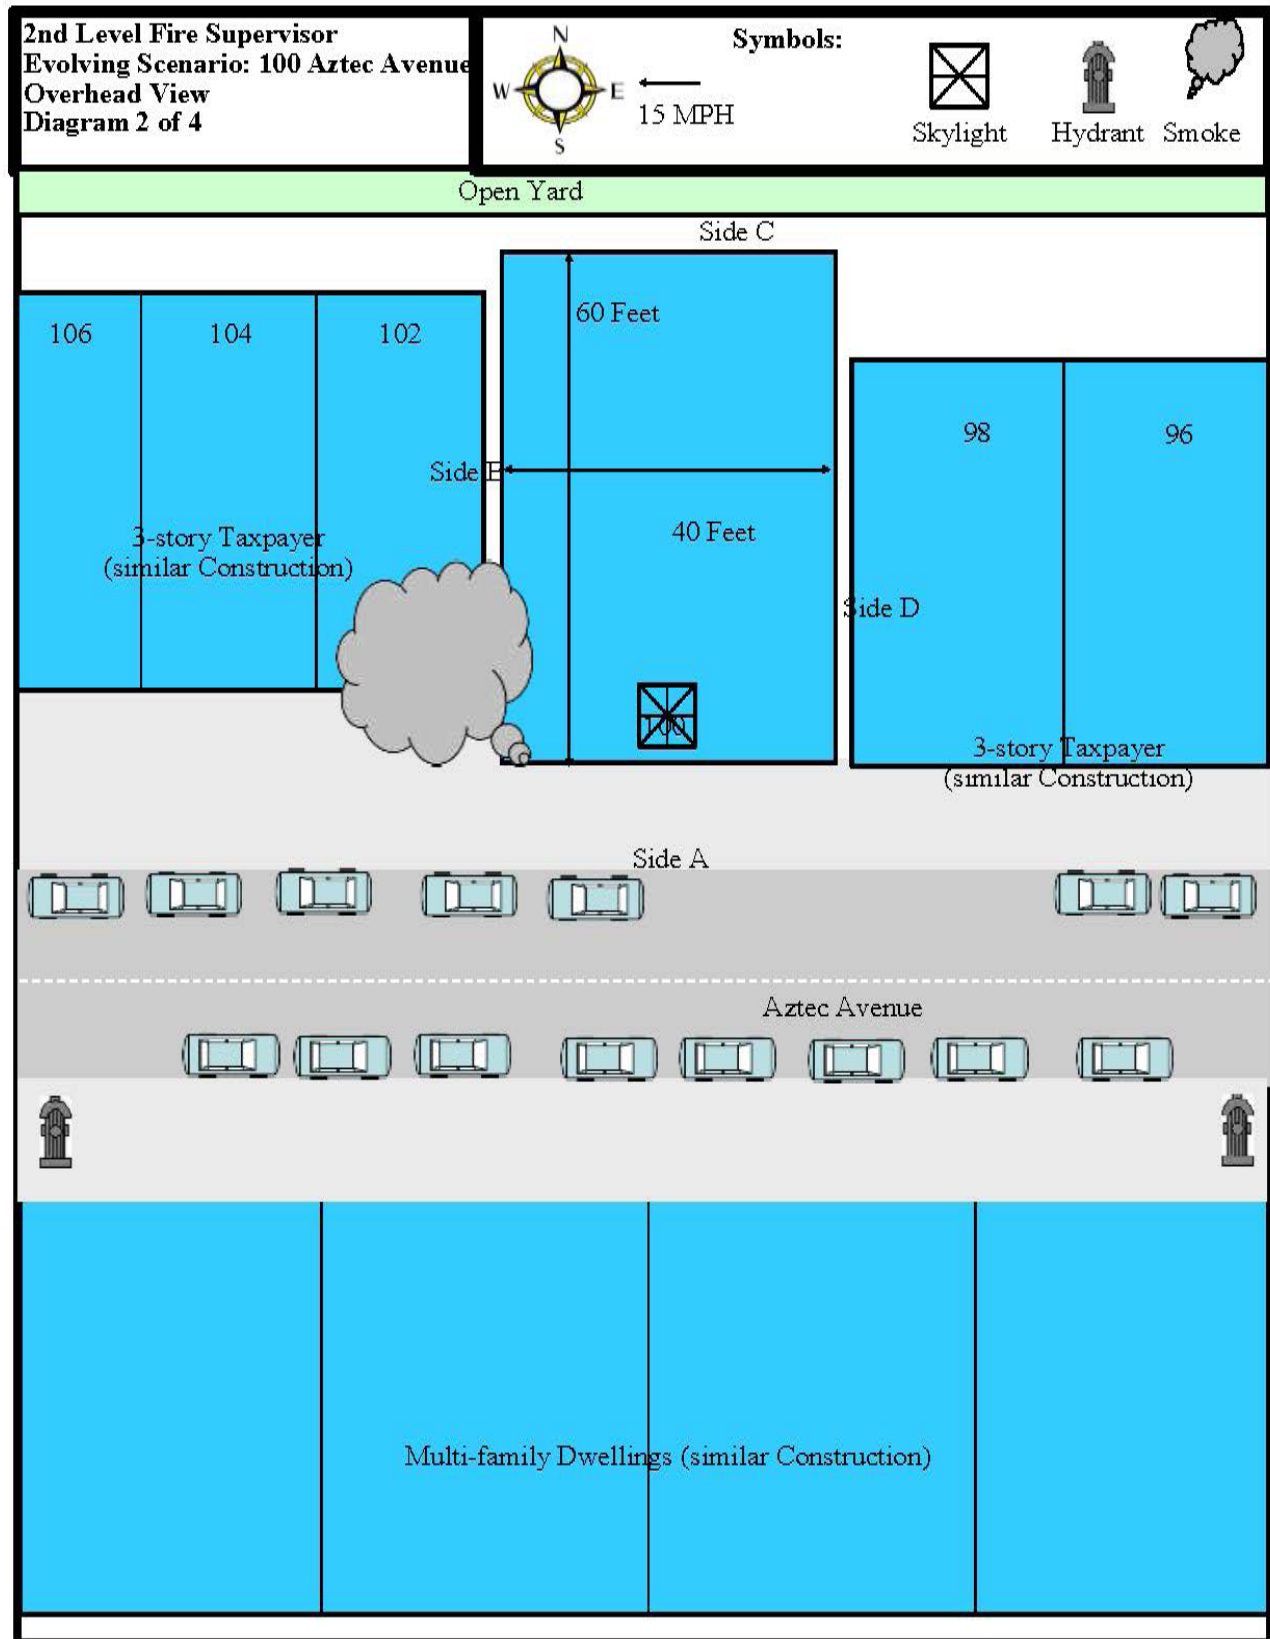 2nd Level Fire Supervisor
Evolving Scenario: 100 Aztec Avenue
Overhead View
Diagram 2 of 4
N
W
E
S
15 MPH
Symbols:
Skylight
Hydrant
Smoke
Open Yard
Side C
60 Feet
106
104
102
98
96
Side B
40 Feet
3-story Taxpayer
(similar Construction)
Side D
100
3-story Taxpayer
(similar Construction)
Side A
Aztec Avenue
Multi-family Dwellings (similar Construction)